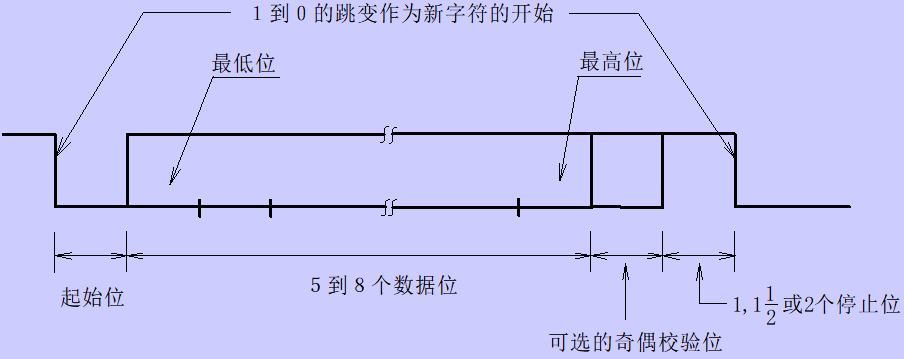 1到0的跳变作为新字符的开始
最低位
最高位
起始位
5到8个数据位
1,1 1/2或2个停止位
可选的奇偶校验位